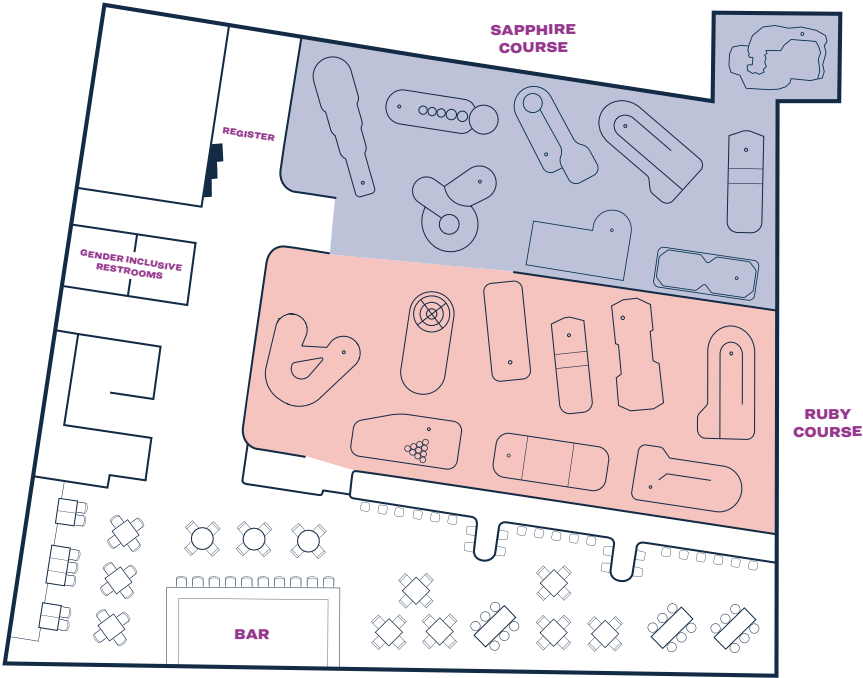 SAPPHIRE
COURSE
REGISTER
GENDER INCLUSIVE
RESTROOMS
RUBY
COURSE
BAR